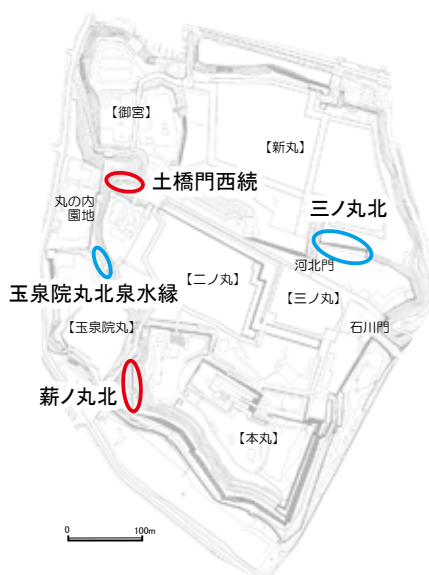 【御宮】
【新丸】
土橋門西続
丸の内
園地
三ノ丸北
河北門
【二ノ丸】
【三ノ丸】
玉泉院丸北泉水縁
石川門
【玉泉院丸】
薪ノ丸北
【本丸】
0 100m